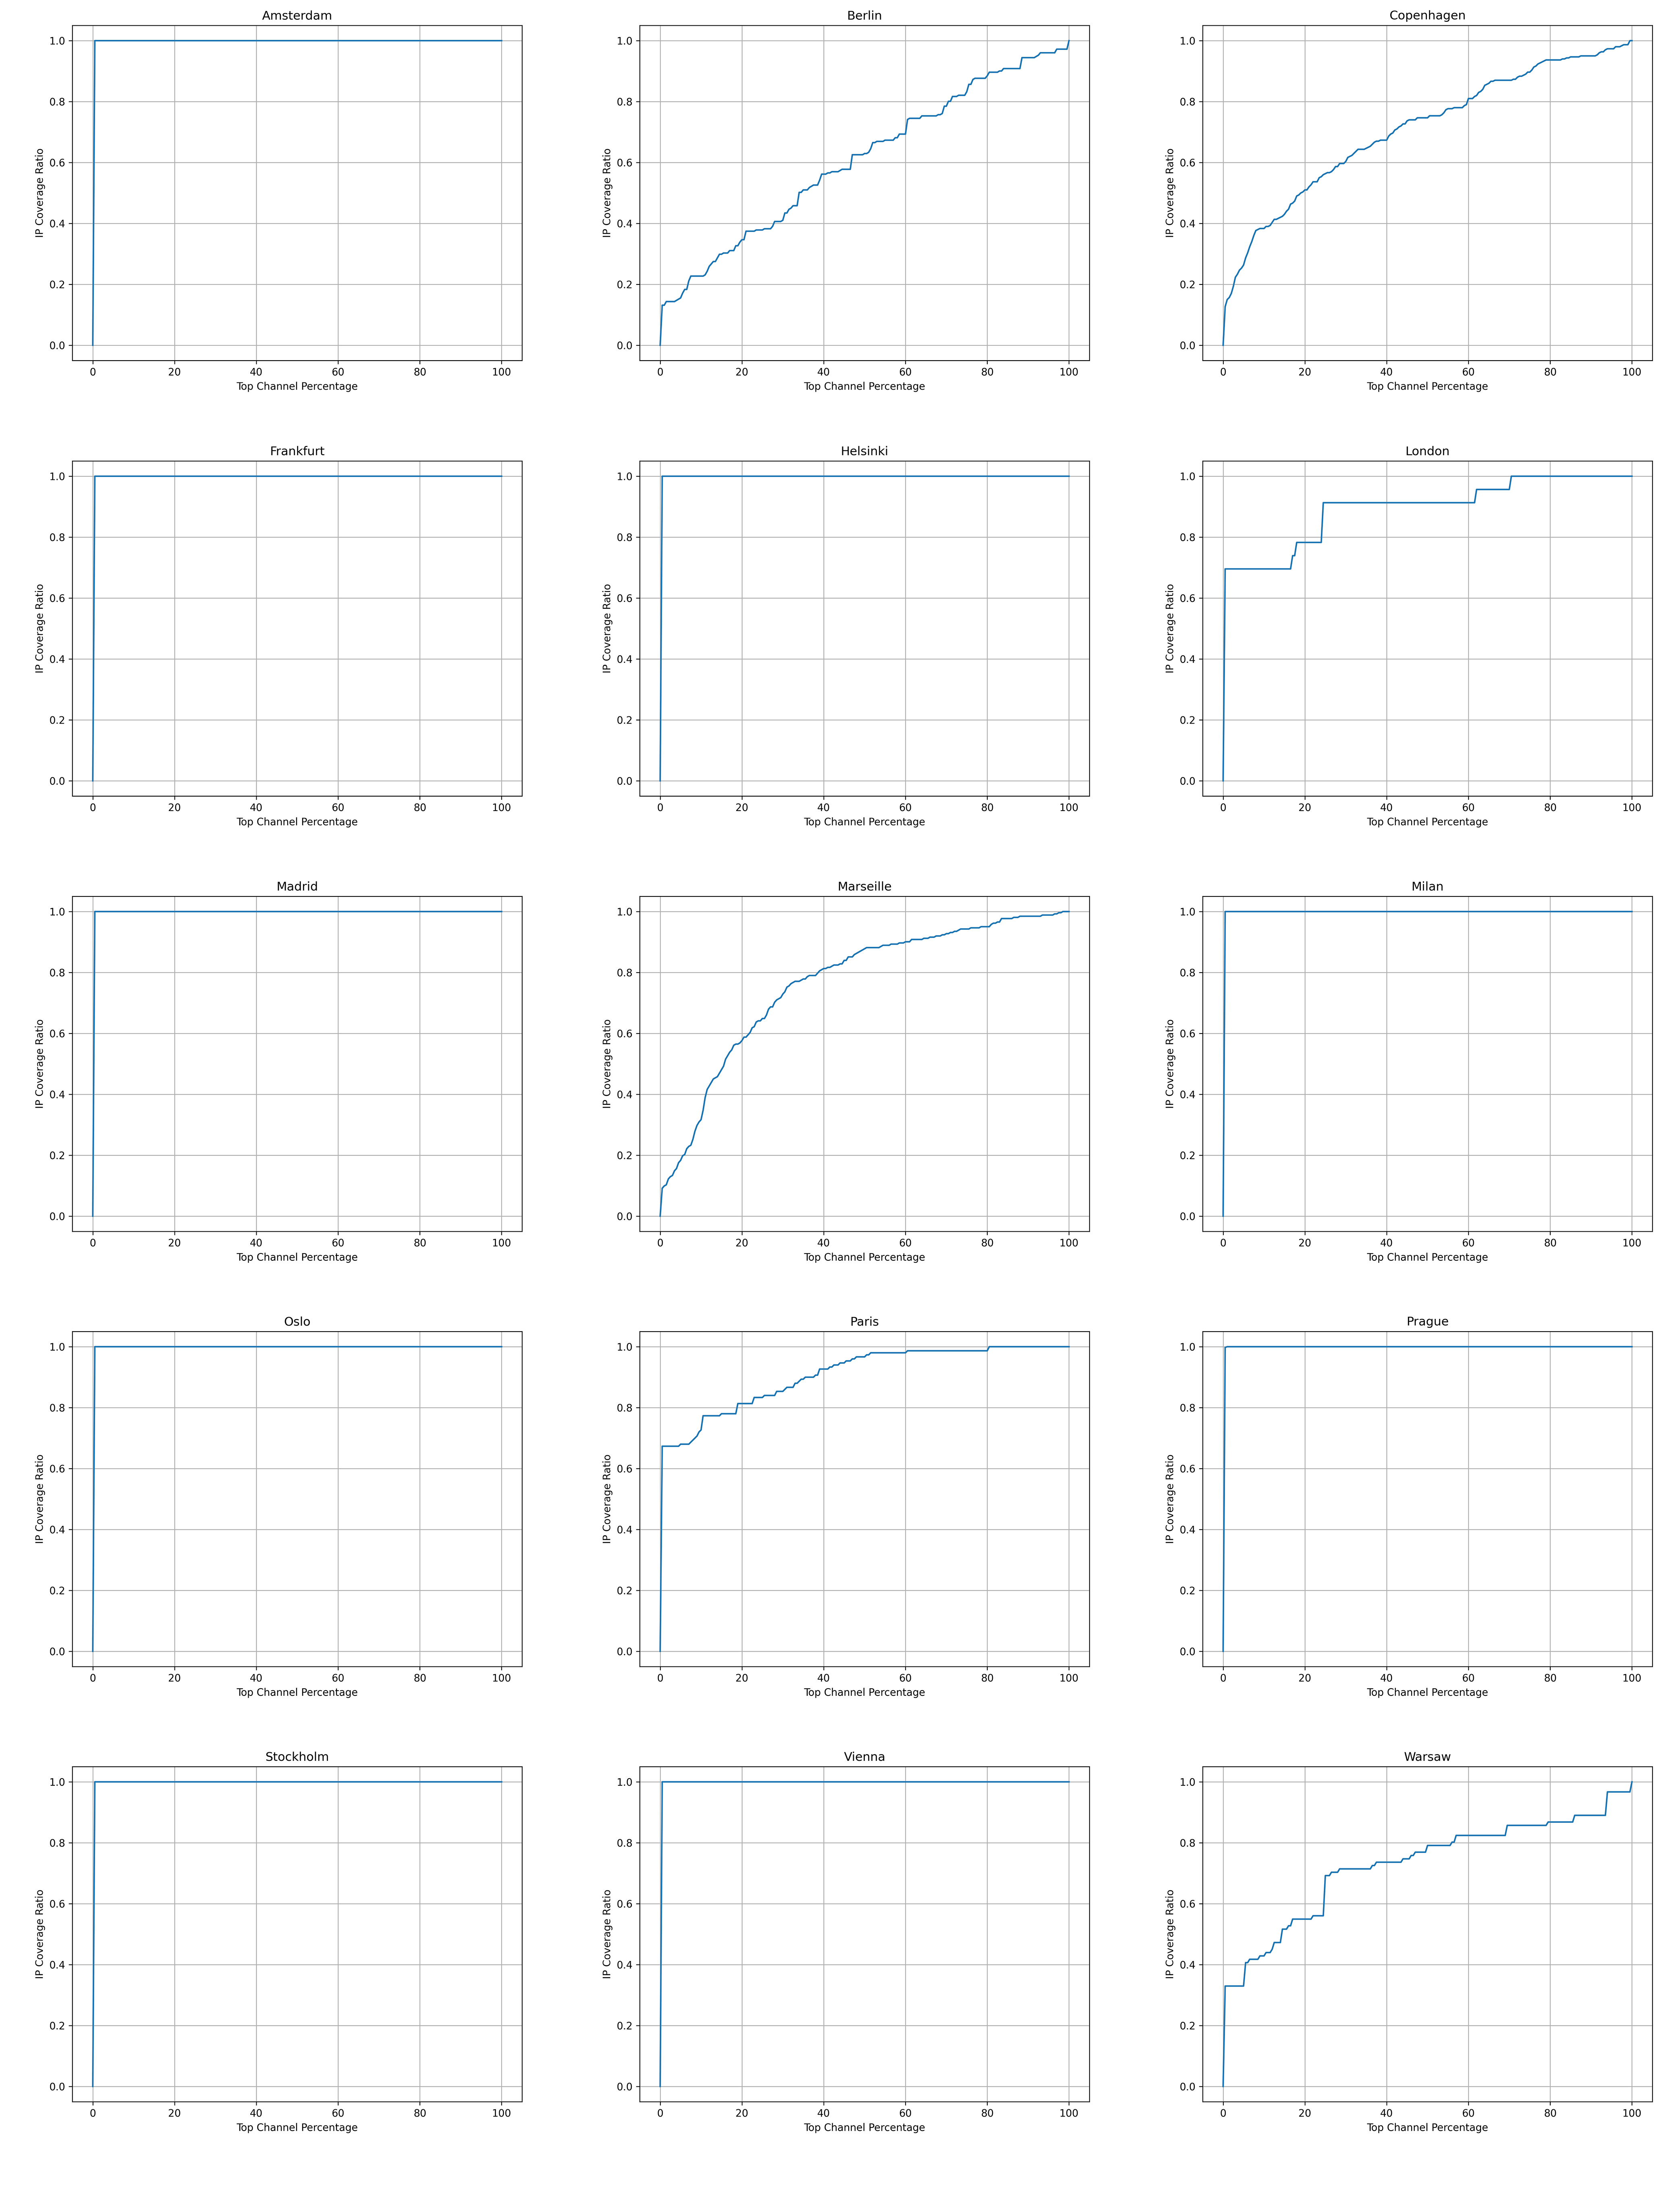 Amsterdam
1.0
0.8
0.6
0.4
0.2
0.0
IP Coverage Ratio
0 20 40 60 80 100
Top Channel Percentage
Berlin
1.0
0.8
0.6
0.4
0.2
0.0
IP Coverage Ratio
0 20 40 60 80 100
Top Channel Percentage
Copenhagen
1.0
0.8
0.6
0.4
0.2
0.0
IP Coverage Ratio
0 20 40 60 80 100
Top Channel Percentage
Frankfurt
1.0
0.8
0.6
0.4
0.2
0.0
IP Coverage Ratio
0 20 40 60 80 100
Top Channel Percentage
Helsinki
1.0
0.8
0.6
0.4
0.2
0.0
IP Coverage Ratio
0 20 40 60 80 100
Top Channel Percentage
London
1.0
0.8
0.6
0.4
0.2
0.0
IP Coverage Ratio
0 20 40 60 80 100
Top Channel Percentage
Madrid
1.0
0.8
0.6
0.4
0.2
0.0
IP Coverage Ratio
0 20 40 60 80 100
Top Channel Percentage
Marseille
1.0
0.8
0.6
0.4
0.2
0.0
IP Coverage Ratio
0 20 40 60 80 100
Top Channel Percentage
Milan
1.0
0.8
0.6
0.4
0.2
0.0
IP Coverage Ratio
0 20 40 60 80 100
Top Channel Percentage
Oslo
1.0
0.8
0.6
0.4
0.2
0.0
IP Coverage Ratio
0 20 40 60 80 100
Top Channel Percentage
Paris
1.0
0.8
0.6
0.4
0.2
0.0
IP Coverage Ratio
0 20 40 60 80 100
Top Channel Percentage
Prague
1.0
0.8
0.6
0.4
0.2
0.0
IP Coverage Ratio
0 20 40 60 80 100
Top Channel Percentage
Stockholm
1.0
0.8
0.6
0.4
0.2
0.0
IP Coverage Ratio
0 20 40 60 80 100
Top Channel Percentage
Vienna
1.0
0.8
0.6
0.4
0.2
0.0
IP Coverage Ratio
0 20 40 60 80 100
Top Channel Percentage
Warsaw
1.0
0.8
0.6
0.4
0.2
0.0
IP Coverage Ratio
0 20 40 60 80 100
Top Channel Percentage